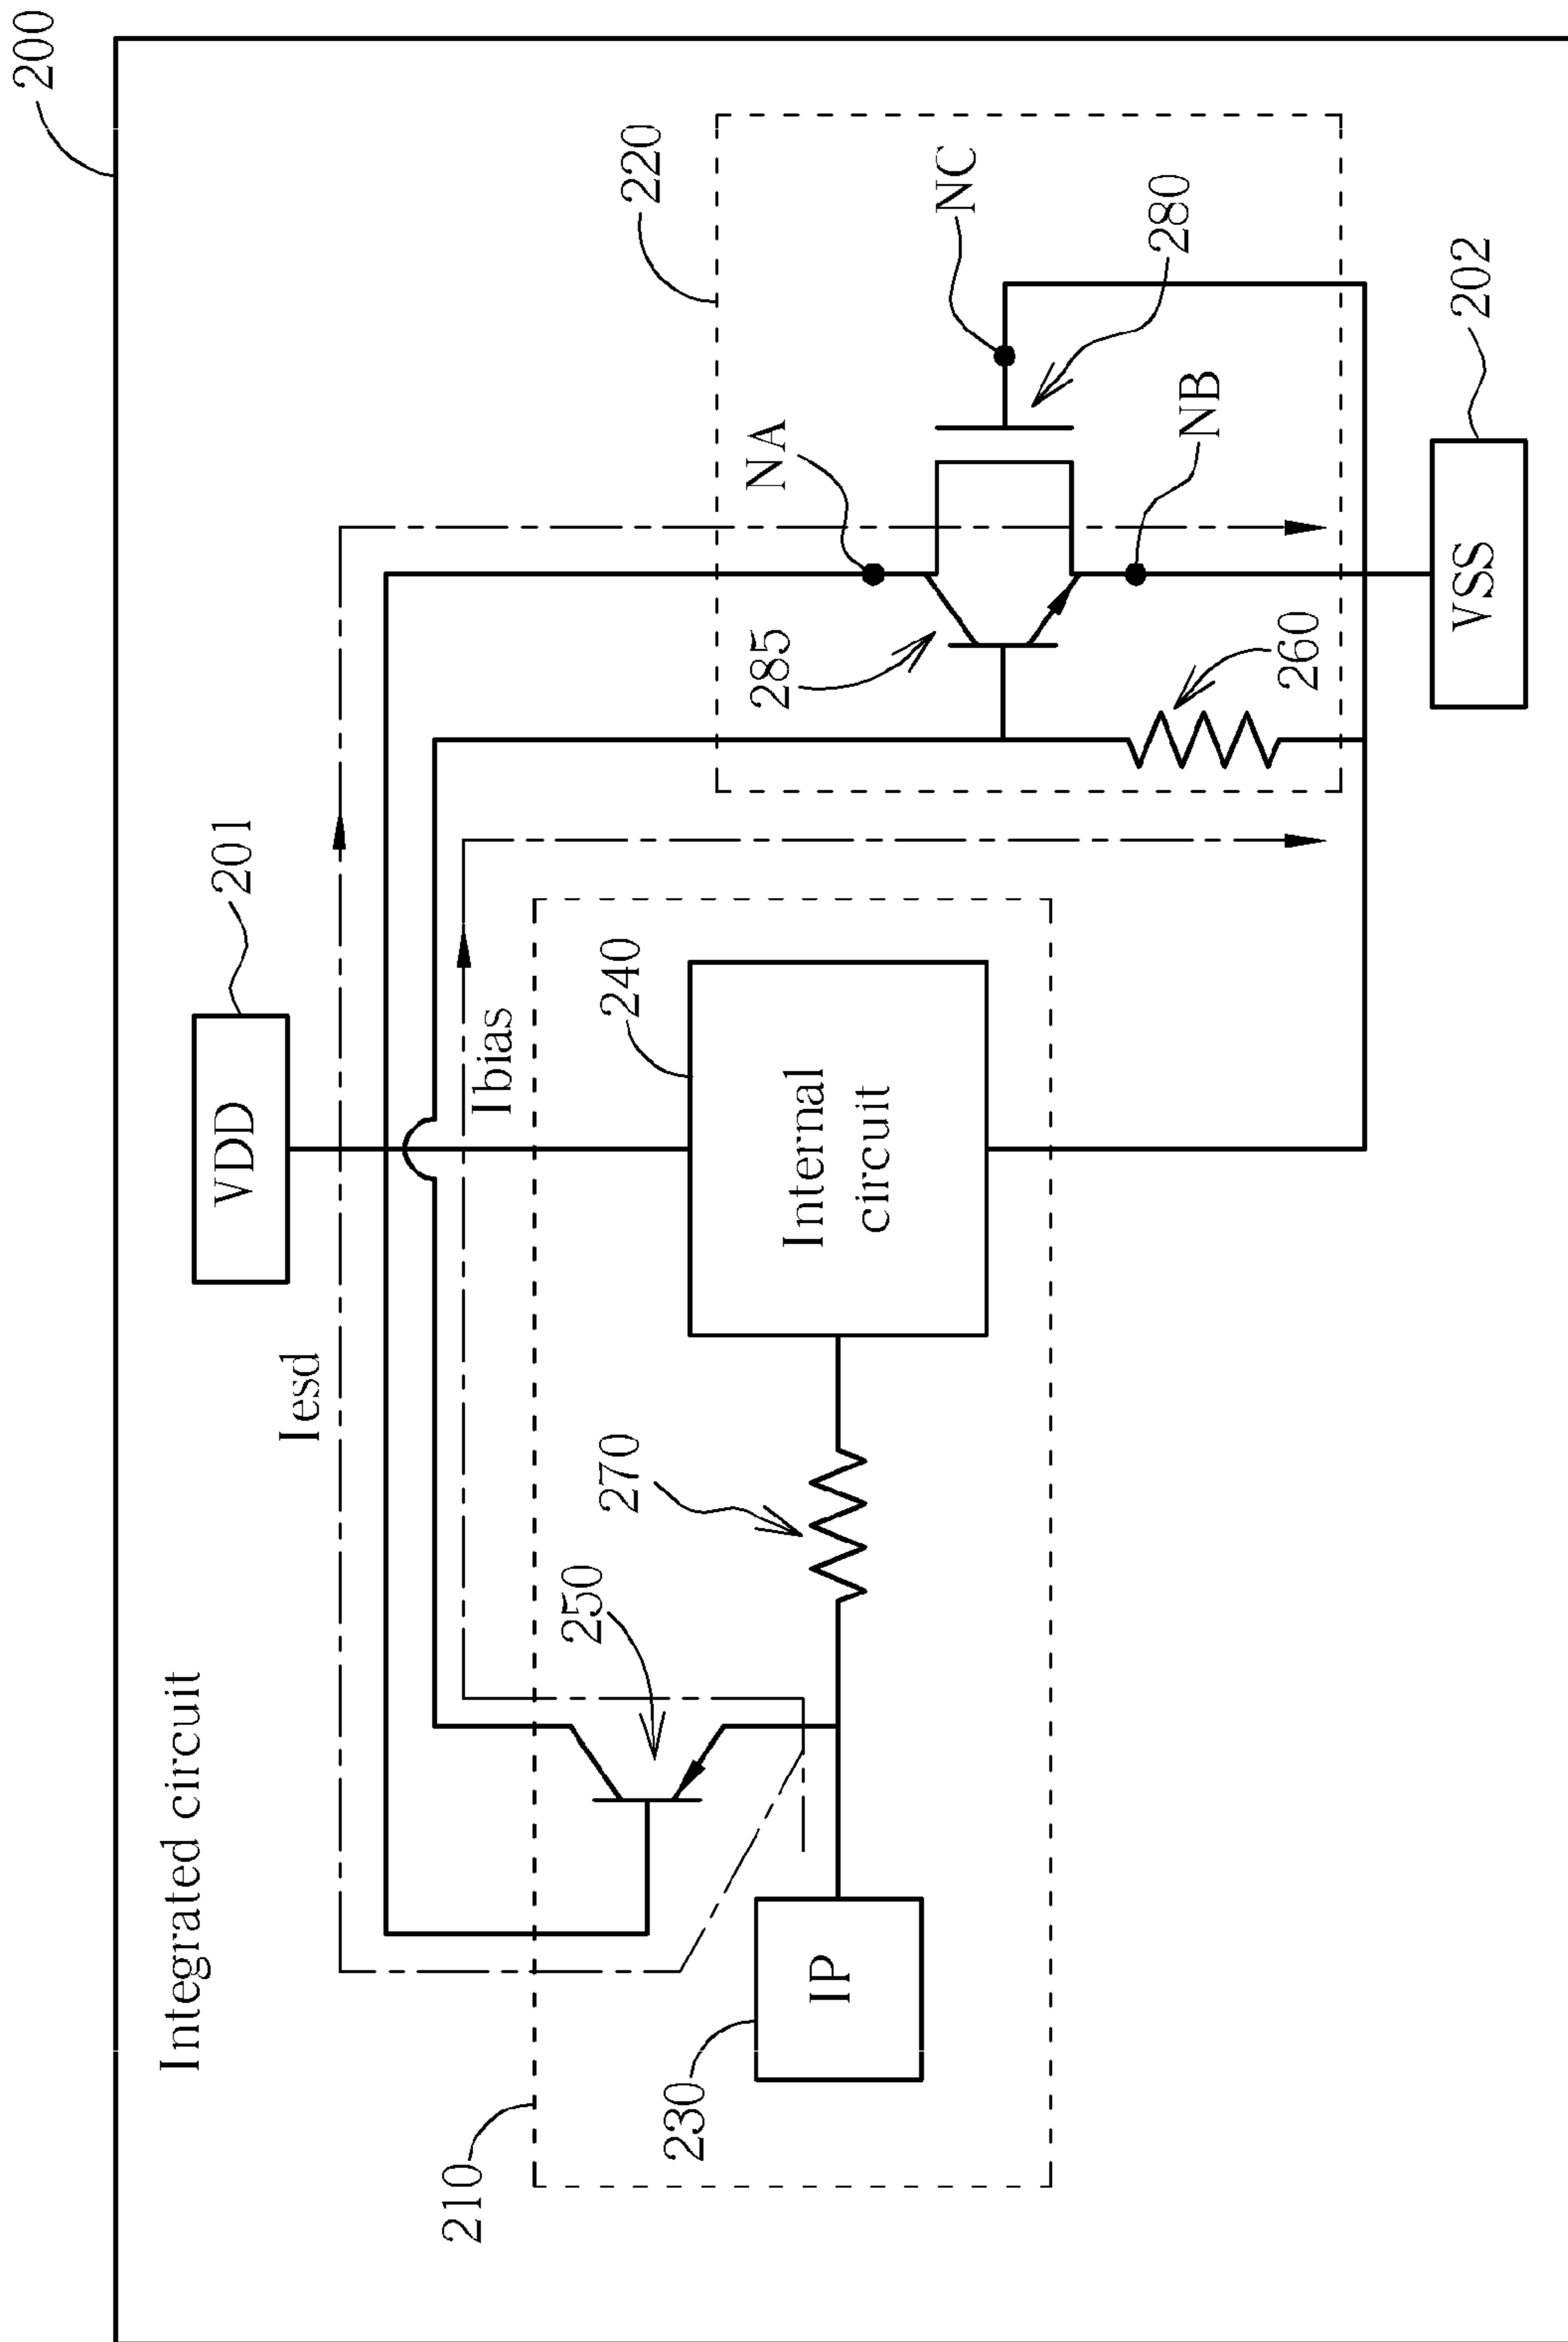 200
Integrated circuit
VDD
201
Iesd
Ibias
210
230
IP
250
270
240
Internal
circuit
220
NA
285
NC
280
NB
260
VSS
202